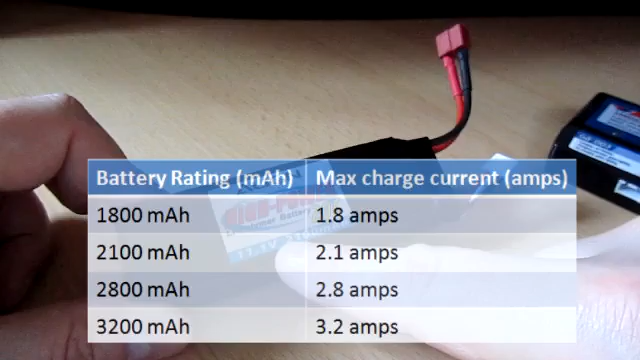 Battery Rating (mAh) Max charge current (amps)
1800 mAh 1.8 amps
2100 mAh 2.1 amps
2800 mAh 2.8 amps
3200 mAh 3.2 amps